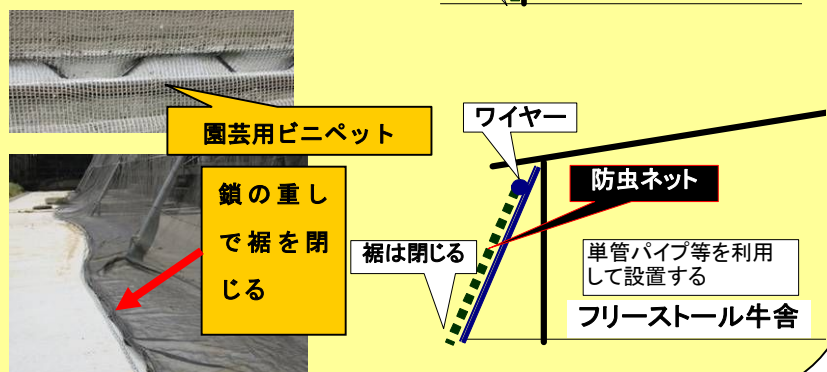 園芸用ビニペット
鎖の重し
で裾を閉
じる
ワイヤー
防虫ネット
裾は閉じる
単管パイプ等を利用
して設置する
フリーストール牛舎